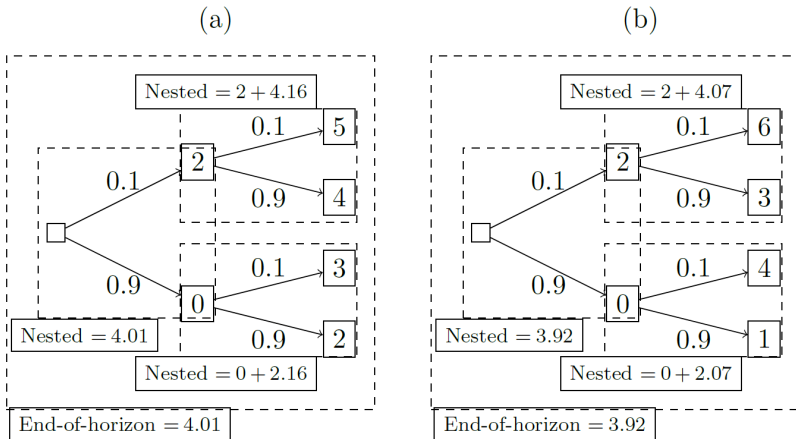 (a)
Nested = 2 + 4.16
5
0.1
2
0.1
0.9
4
0.9
0
0.1
3
0.9
2
Nested = 4.01
Nested = 0 + 2.16
End-of-horizon = 4.01
(b)
Nested = 2 + 4.07
6
0.1
2
0.1
0.9
3
0.9
0
0.1
4
0.9
1
Nested = 3.92
Nested = 0 + 2.07
End-of-horizon = 3.92